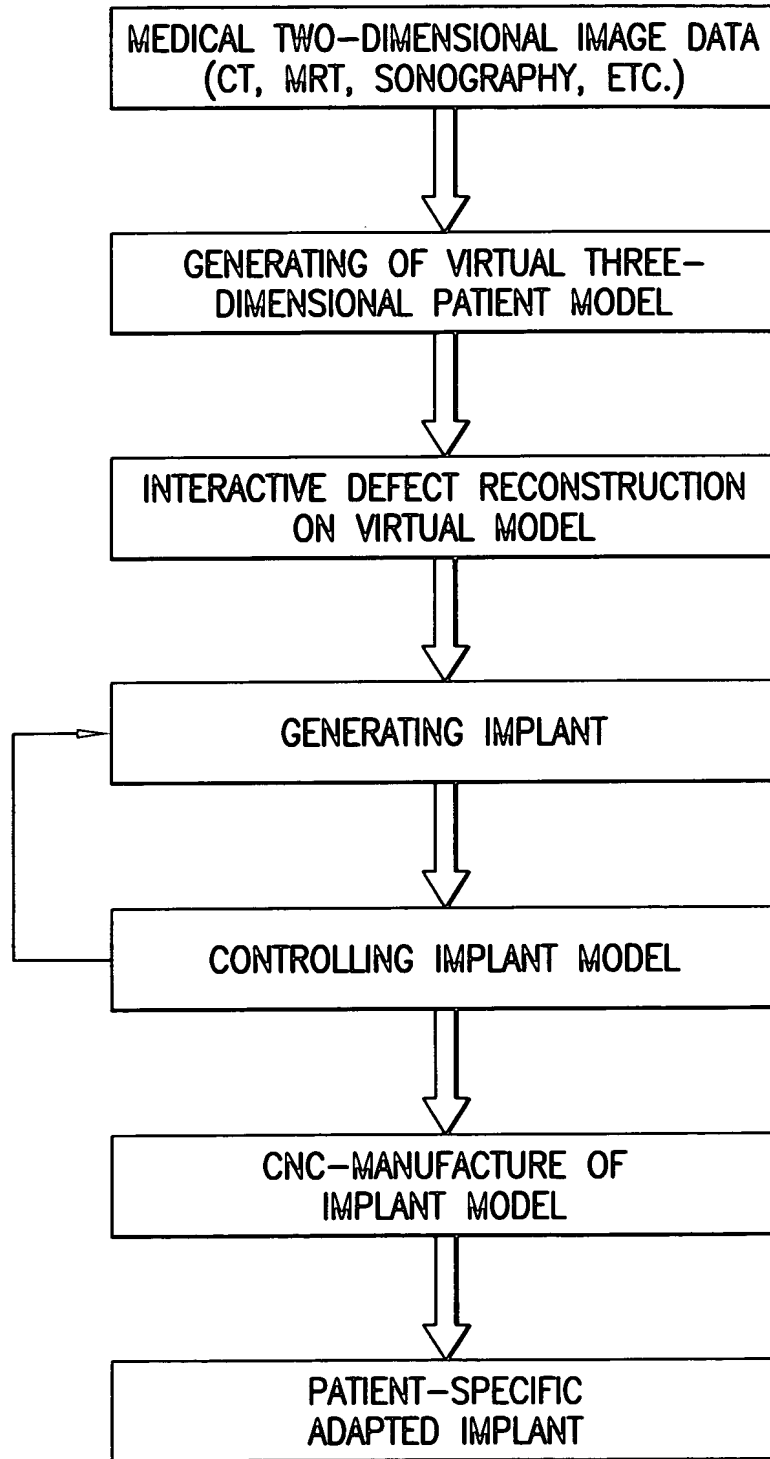 MEDICAL TWO-DIMENSIONAL IMAGE DATA
(CT, MRT, SONOGRAPHY, ETC.)
GENERATING OF VIRTUAL THREE-
DIMENSIONAL PATIENT MODEL
INTERACTIVE DEFECT RECONSTRUCTION
ON VIRTUAL MODEL
GENERATING IMPLANT
CONTROLLING IMPLANT MODEL
CNC-MANUFACTURE OF
IMPLANT MODEL
PATIENT-SPECIFIC
ADAPTED IMPLANT